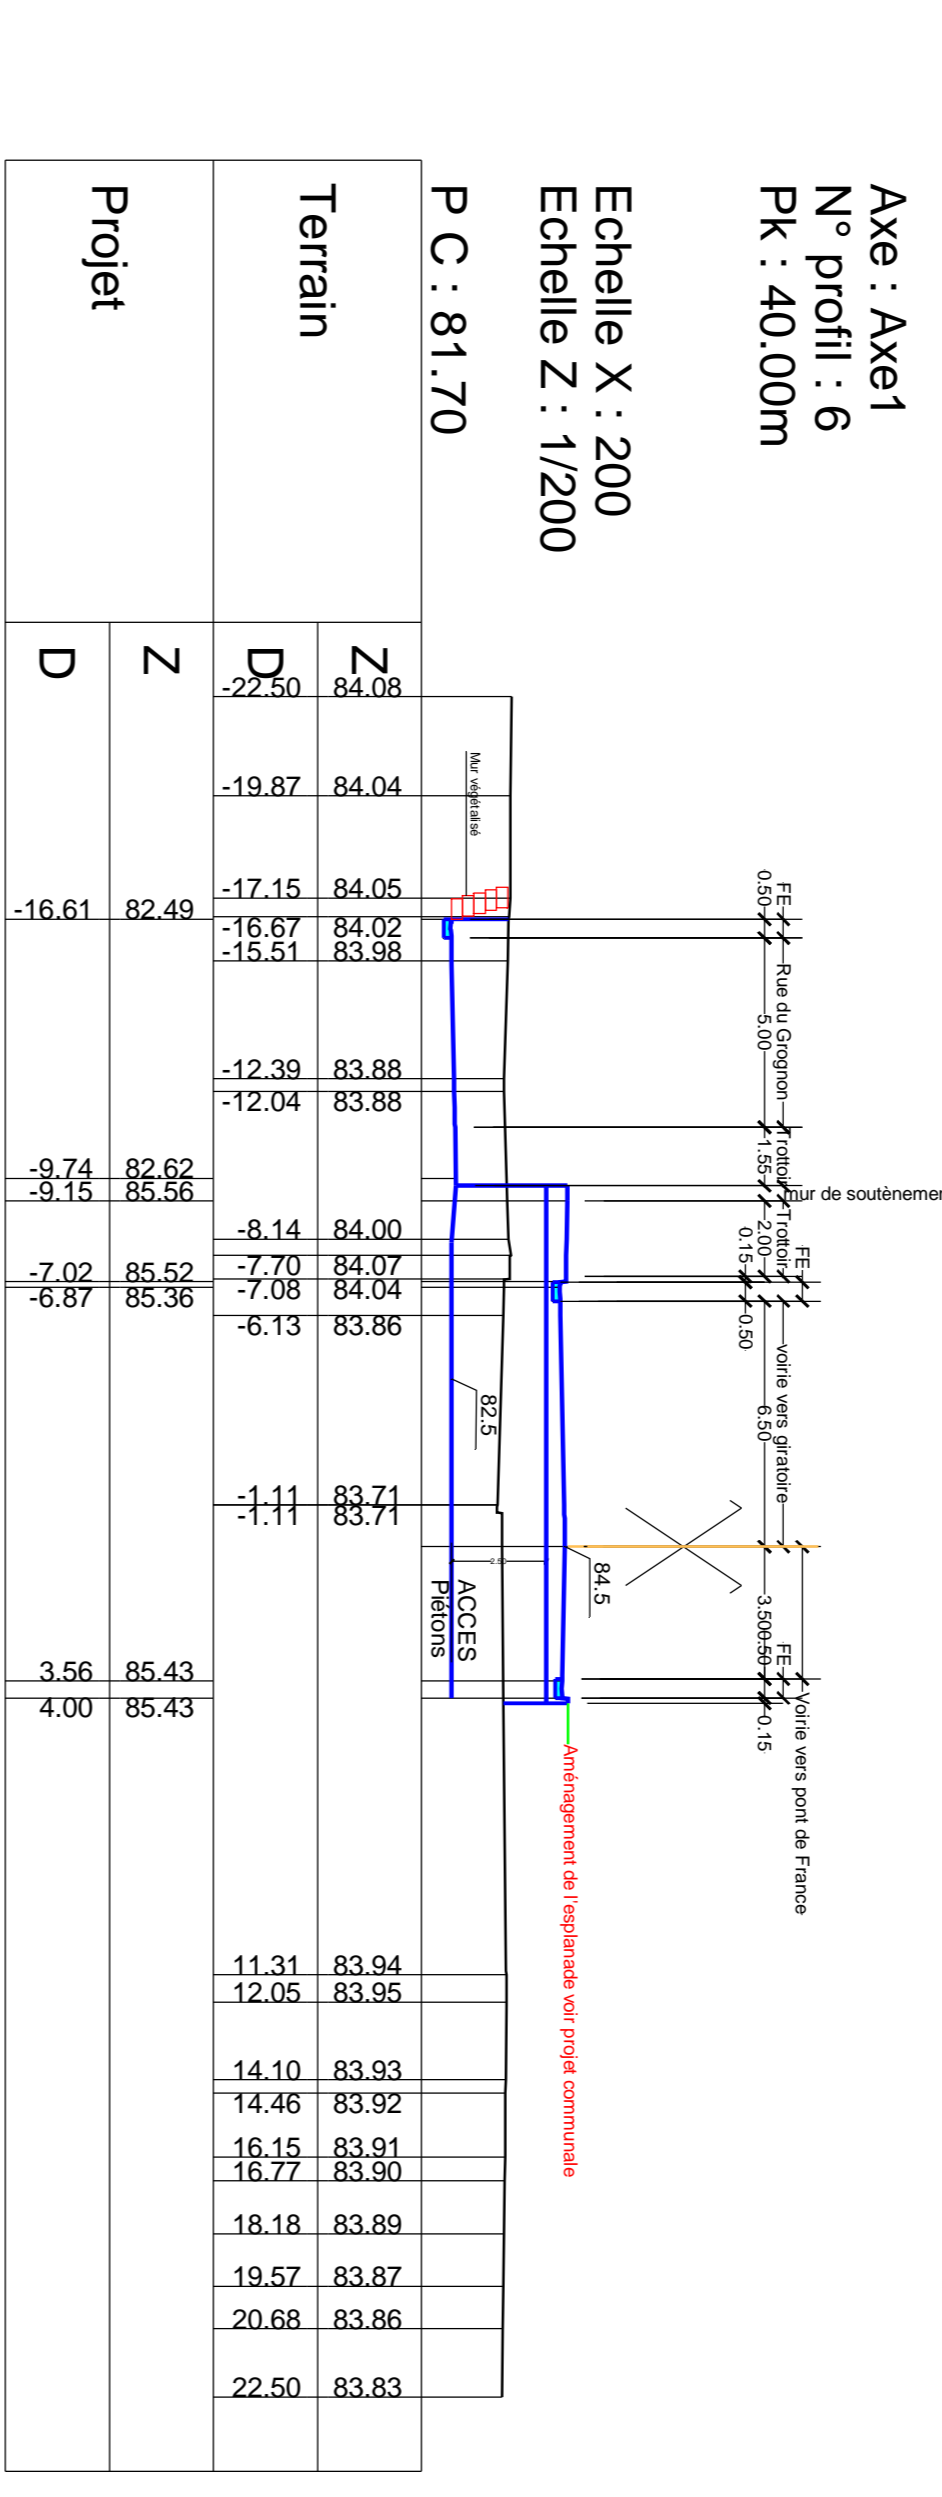 Axe : Axe1
N° profil : 6
Pk : 40.00m
Echelle X : 200
Echelle Z : 1/200
P C : 81.70
FE
Rue du Grognon
Trottoir
mur de soutènemen
Trottoir
FE
voirie vers giratoire
FE
Voirie vers pont de France
0.50
5.00
1.55
2.00
0.15
0.50
6.50
3.50
0.50
0.15
Mur végétalisé
82.5
84.5
2.50
ACCES
Piétons
Aménagement de l'esplanade voir projet communale
Terrain
Z
84.08
84.04
84.05
84.02
83.98
83.88
83.88
84.00
84.07
84.04
83.86
83.71
83.71
83.94
83.95
83.93
83.92
83.91
83.90
83.89
83.87
83.86
83.83
D
-22.50
-19.87
-17.15
-16.67
-15.51
-12.39
-12.04
-8.14
-7.70
-7.08
-6.13
-1.11
-1.11
11.31
12.05
14.10
14.46
16.15
16.77
18.18
19.57
20.68
22.50
Projet
Z
82.49
82.62
85.56
85.52
85.36
85.43
85.43
D
-16.61
-9.74
-9.15
-7.02
-6.87
3.56
4.00